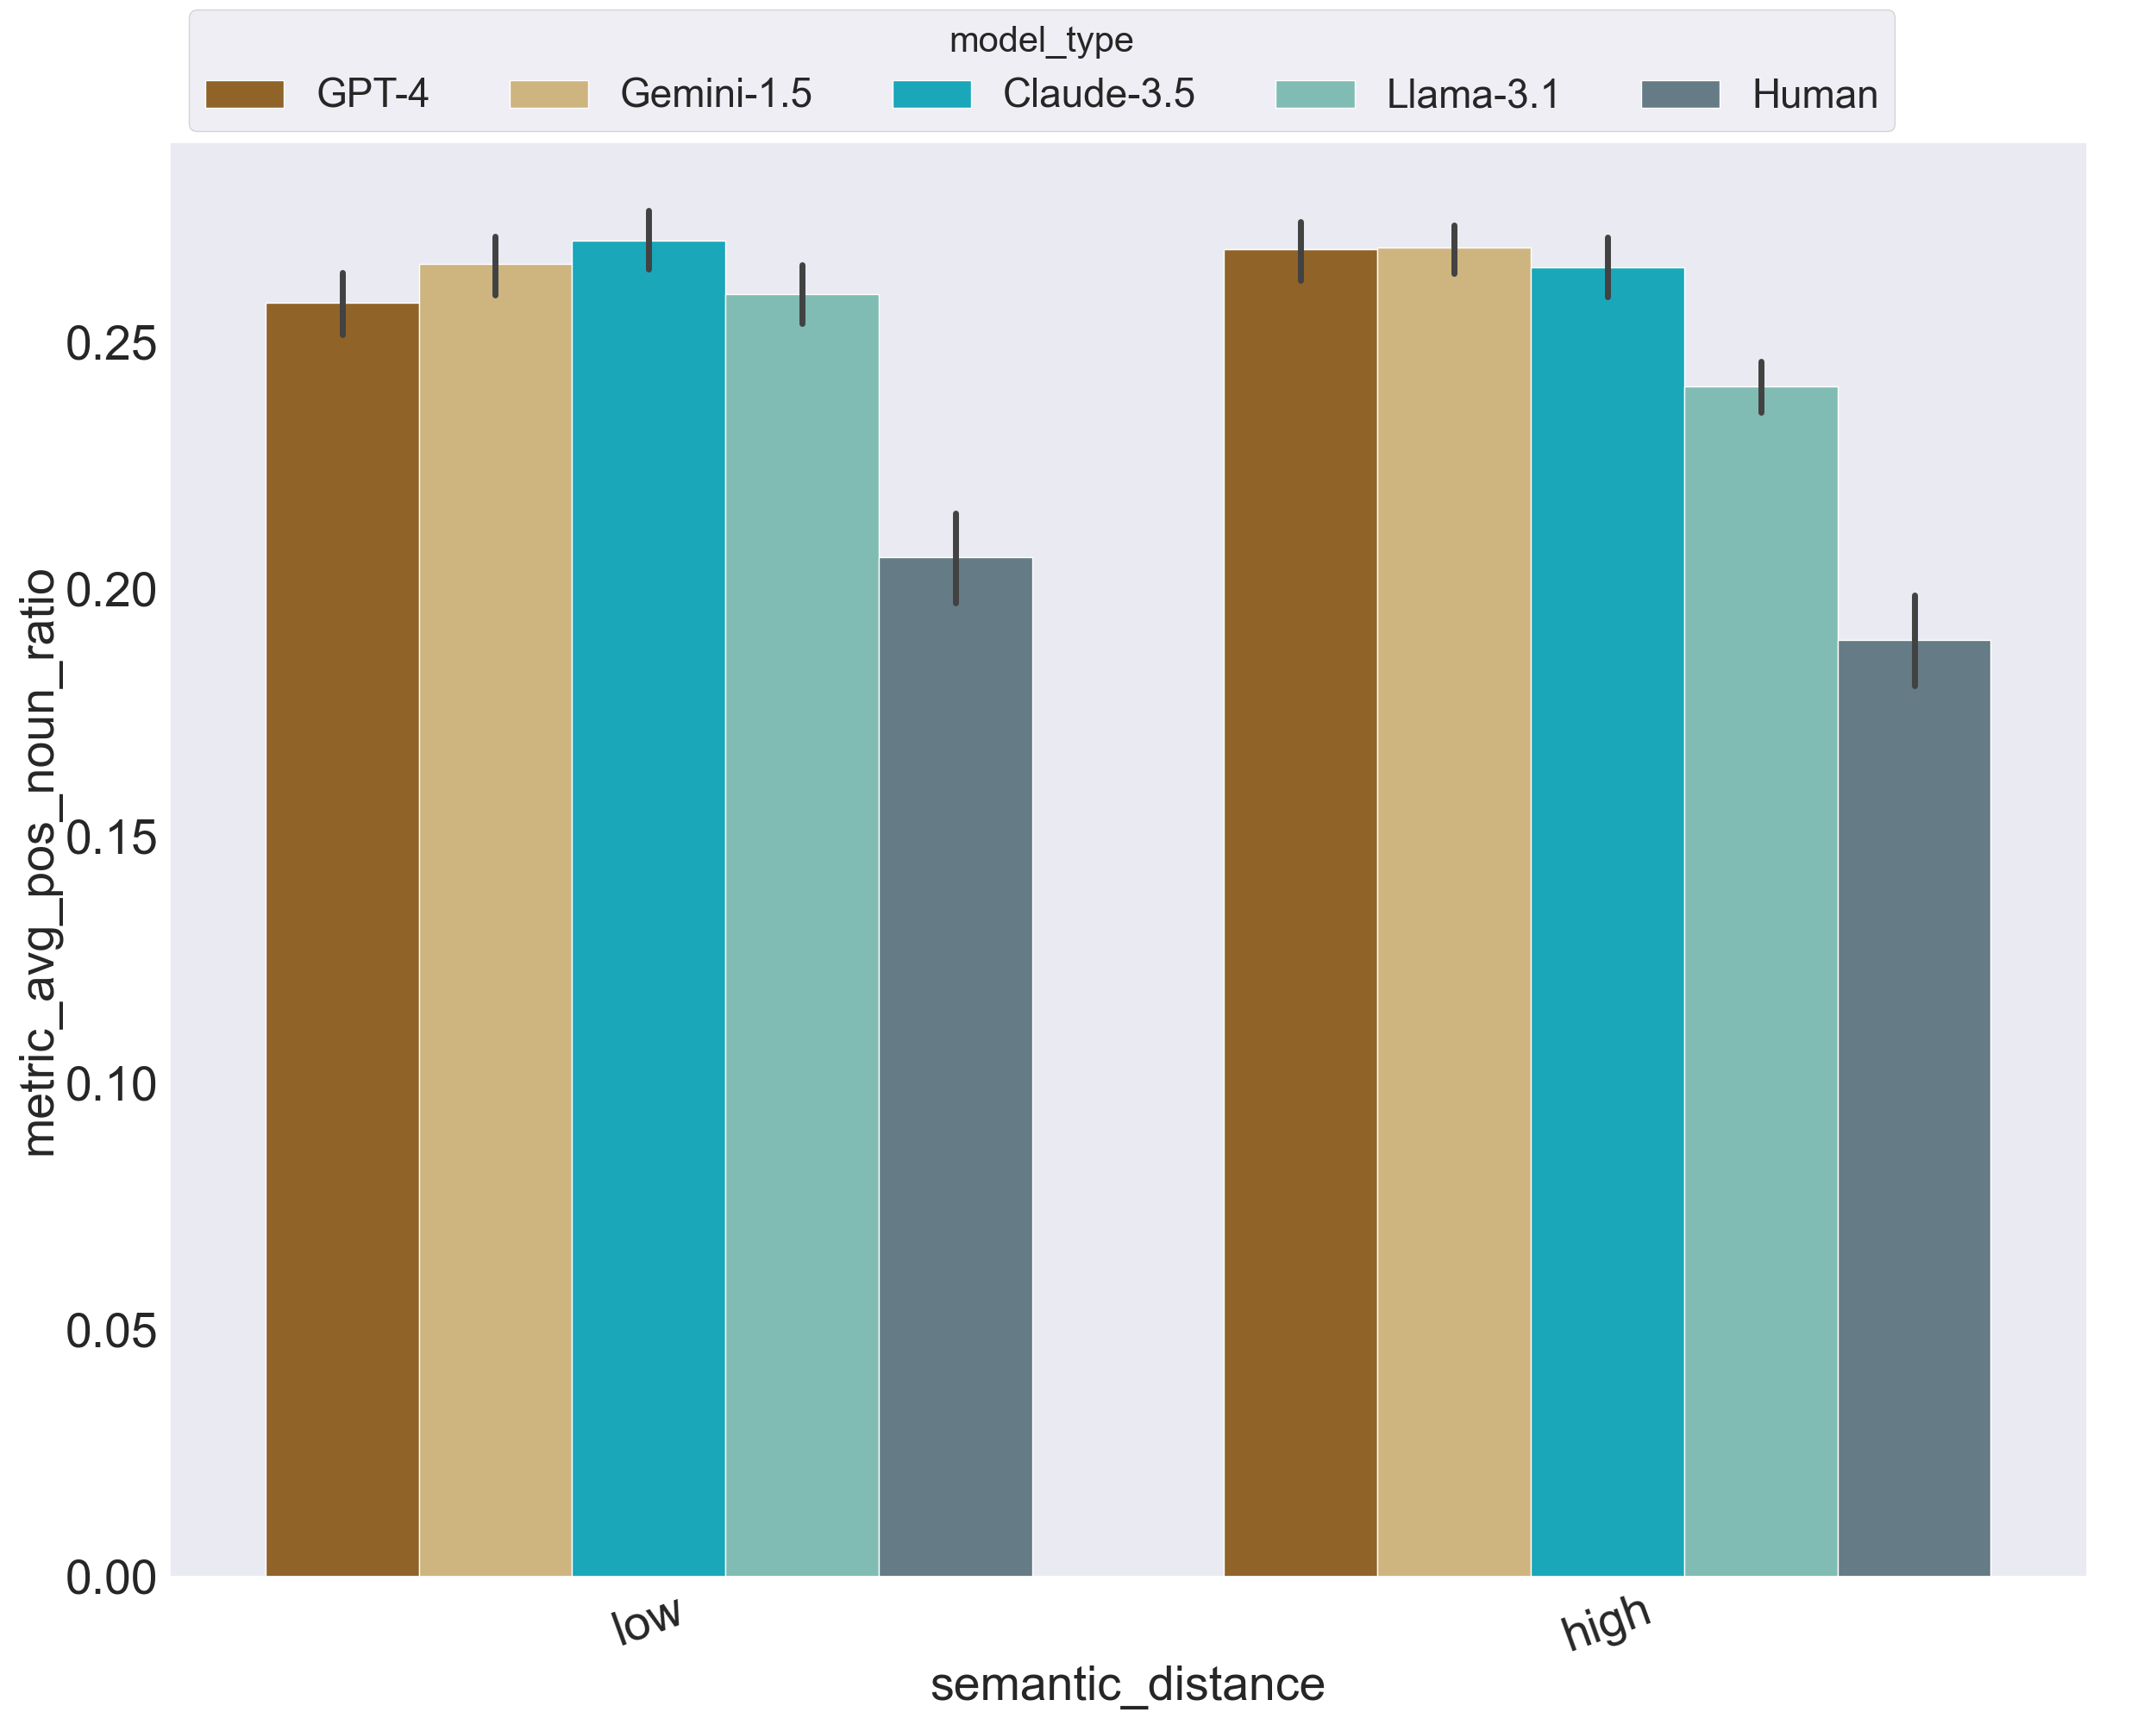 model_type
GPT-4 Gemini-1.5 Claude-3.5 Llama-3.1 Human
metric_avg_pos_noun_ratio
0.25
0.20
0.15
0.10
0.05
0.00
low high
semantic_distance